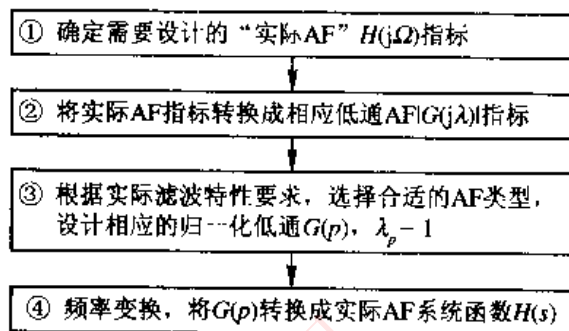 ① 确定需要设计的“实际AF”H(jΩ)指标
② 将实际AF指标转换成相应低通AF|G(jλ)|指标
③ 根据实际滤波特性要求，选择合适的AF类型，
设计相应的归一化低通G(p)，λp-1
④ 频率变换，将G(p)转换成实际AF系统函数H(s)